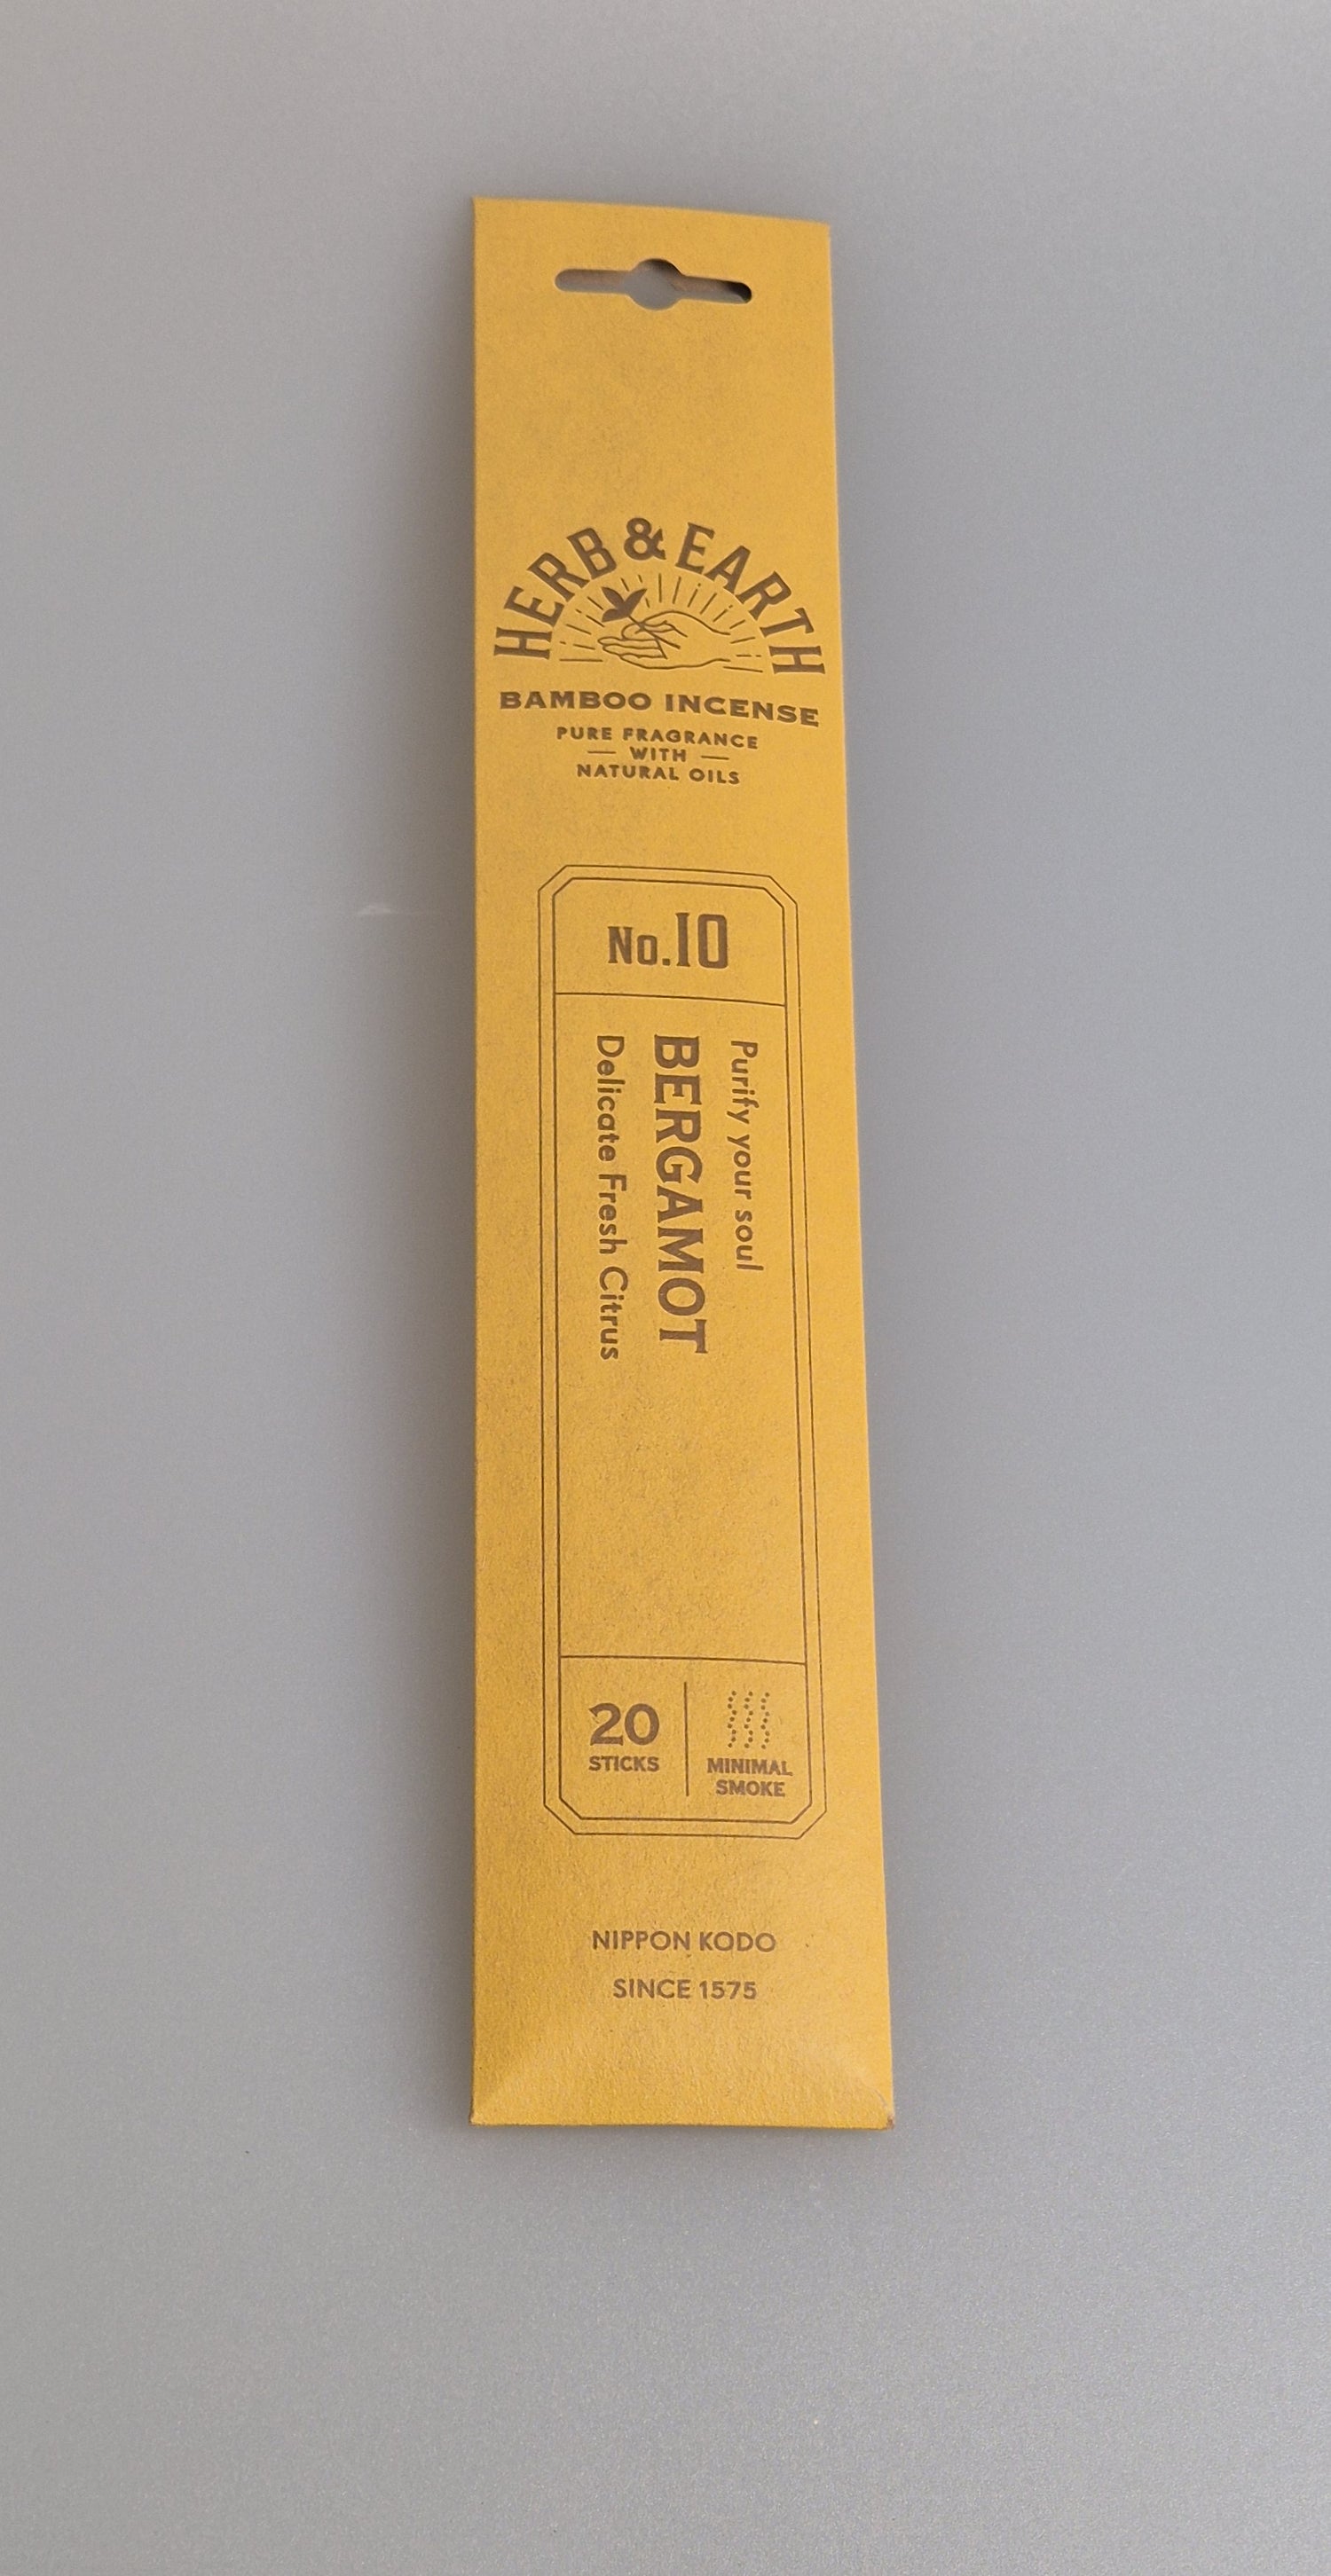 HERB & EARTH
BAMBOO INCENSE
PURE FRAGRANCE
WITH
NATURAL OILS
No.10
Purify your soul
BERGAMOT
Delicate Fresh Citrus
20
STICKS
MINIMAL
SMOKE
NIPPON KODO
SINCE 1575